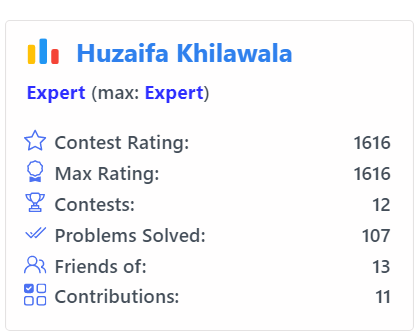 Huzaifa Khilawala
Expert (max: Expert)
Contest Rating: 1616
Max Rating: 1616
Contests: 12
Problems Solved: 107
Friends of: 13
Contributions: 11